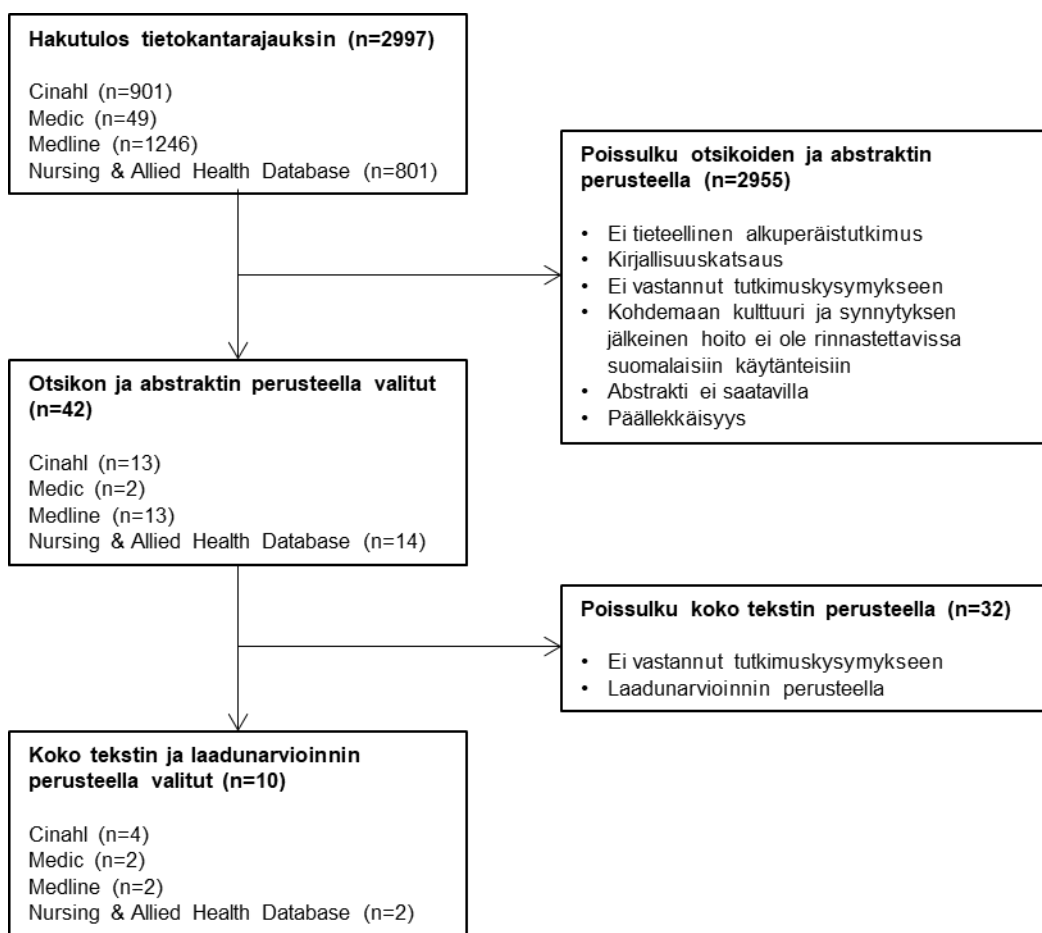 Hakutulos tietokantarajauksin (n=2997)
Cinahl (n=901)
Medic (n=49)
Medline (n=1246)
Nursing & Allied Health Database (n=801)
Poissulku otsikoiden ja abstraktin
perusteella (n=2955)
• Ei tieteellinen alkuperäistutkimus
• Kirjallisuuskatsaus
• Ei vastannut tutkimuskysymykseen
• Kohdemaan kulttuuri ja synnytyksen
jälkeinen hoito ei ole rinnastettavissa
suomalaisiin käytänteisiin
• Abstrakti ei saatavilla
• Päällekkäisyys
Otsikon ja abstraktin perusteella valitut
(n=42)
Cinahl (n=13)
Medic (n=2)
Medline (n=13)
Nursing & Allied Health Database (n=14)
Poissulku koko tekstin perusteella (n=32)
• Ei vastannut tutkimuskysymykseen
• Laadunarvioinnin perusteella
Koko tekstin ja laadunarvioinnin
perusteella valitut (n=10)
Cinahl (n=4)
Medic (n=2)
Medline (n=2)
Nursing & Allied Health Database (n=2)